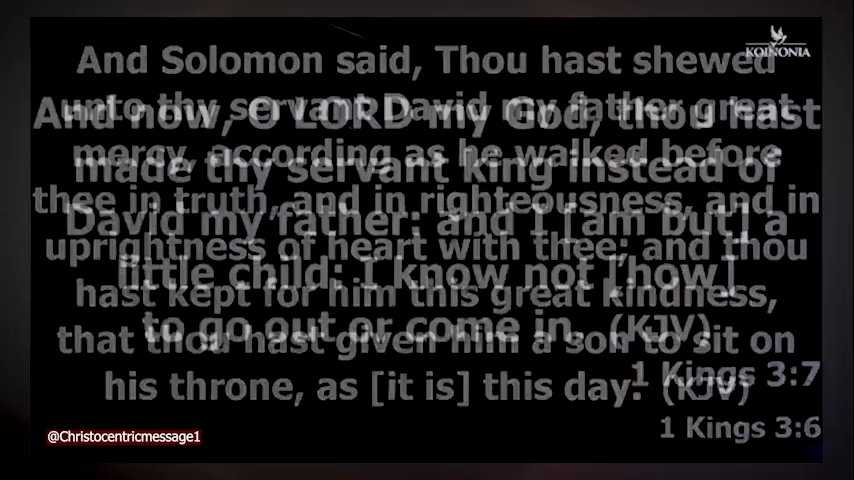 KOINONIA
And Solomon said, Thou hast shewed
unto thy servant David my father great
mercy, according as he walked before
thee in truth, and in righteousness, and in
uprightness of heart with thee; and thou
hast kept for him this great kindness,
that thou hast given him a son to sit on
his throne, as [it is] this day. (KJV)
1 Kings 3:6
And now, O LORD my God, thou hast
made thy servant king instead of
David my father: and I [am but] a
little child: I know not [how]
to go out or come in. (KJV)
1 Kings 3:7
@Christocentricmessage1